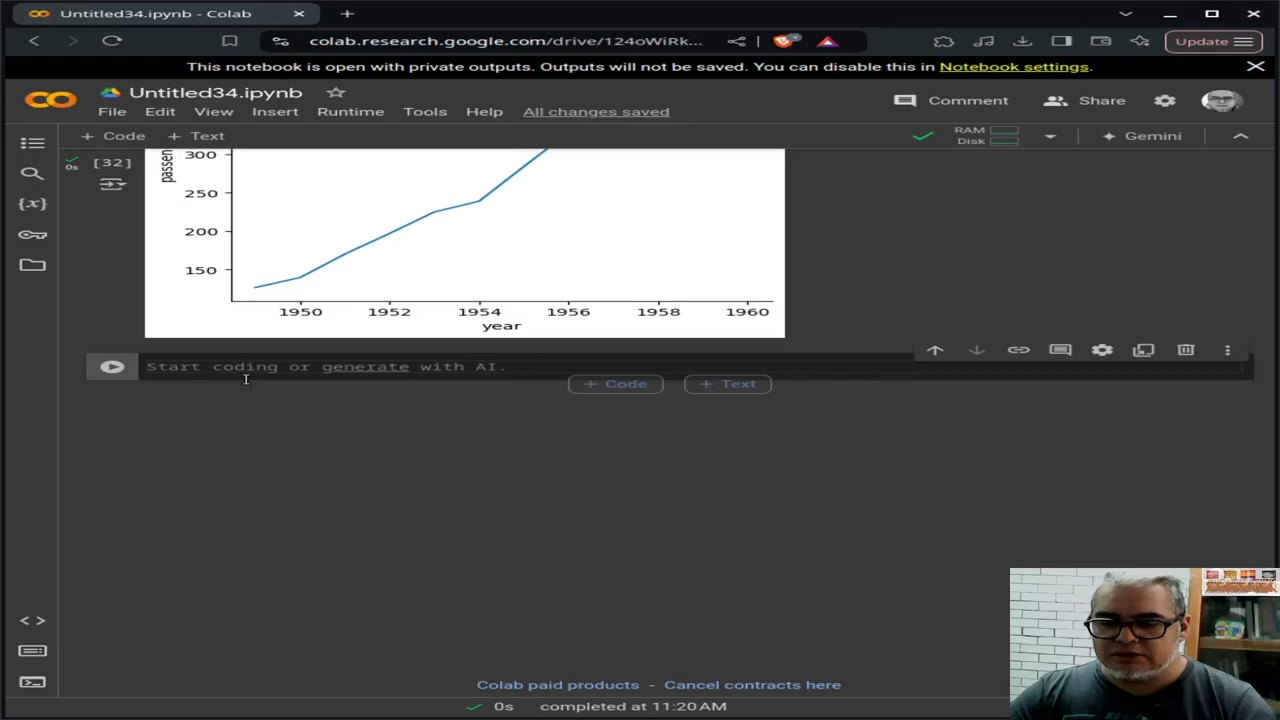 Untitled34.ipynb - Colab
colab.research.google.com/drive/124oWiRk...
Update
This notebook is open with private outputs. Outputs will not be saved. You can disable this in Notebook settings.
Untitled34.ipynb
File Edit View Insert Runtime Tools Help All changes saved
Comment Share
+ Code + Text
RAM
Disk
Gemini
0s
[32]
passen
300
250
200
150
1950 1952 1954 1956 1958 1960
year
Start coding or generate with AI.
+ Code + Text
Colab paid products - Cancel contracts here
0s completed at 11:20AM